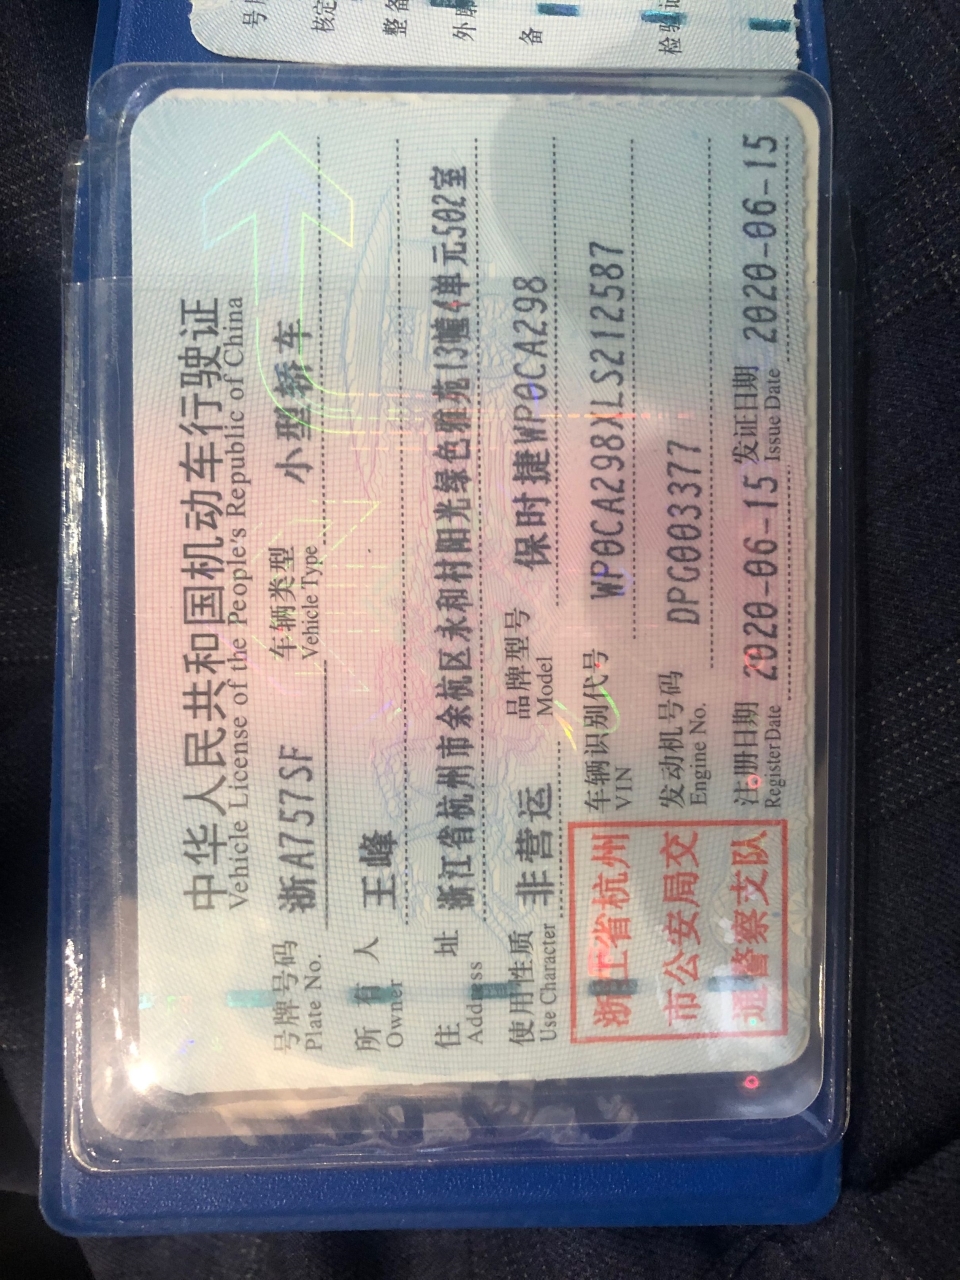 中华人民共和国机动车行驶证
Vehicle License of the People's Republic of China
号牌号码 浙A757SF 车辆类型 小型轿车
Plate No. Vehicle Type
所有人 王峰
Owner
住址 浙江省杭州市余杭区永和村阳光绿色雅苑13幢4单元502室
Address
使用性质 非营运 品牌型号 保时捷WP0CA298
Use Character Model
浙江省杭州
市公安局交
通警察支队
车辆识别代号 WP0CA298XLS212587
VIN
发动机号码 DPG003377
Engine No.
注册日期 2020-06-15 发证日期 2020-06-15
Register Date Issue Date